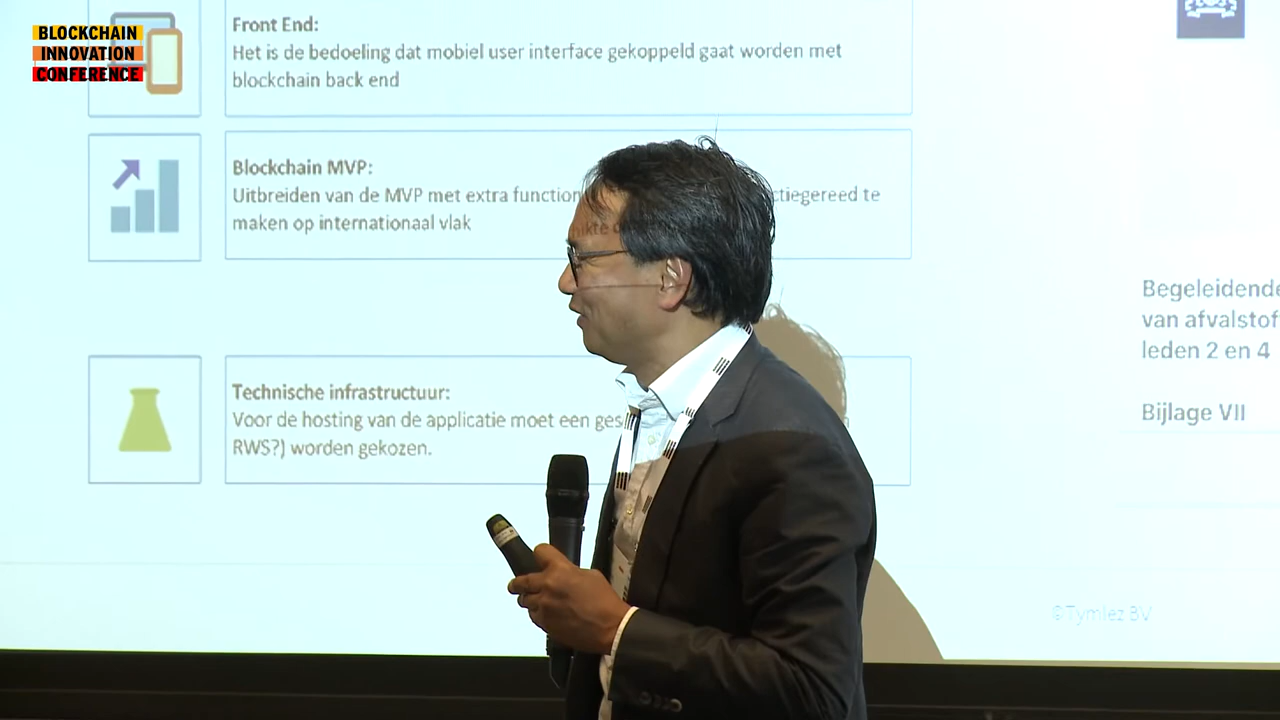 BLOCKCHAIN
INNOVATION
CONFERENCE
Front End:
Het is de bedoeling dat mobiel user interface gekoppeld gaat worden met
blockchain back end
Blockchain MVP:
Uitbreiden van de MVP met extra function ctiegereed te
maken op internationaal vlak
Technische infrastructuur:
Voor de hosting van de applicatie moet een ges
RWS?) worden gekozen.
Begeleidende
van afvalstof
leden 2 en 4
Bijlage VII
©Tymlez BV